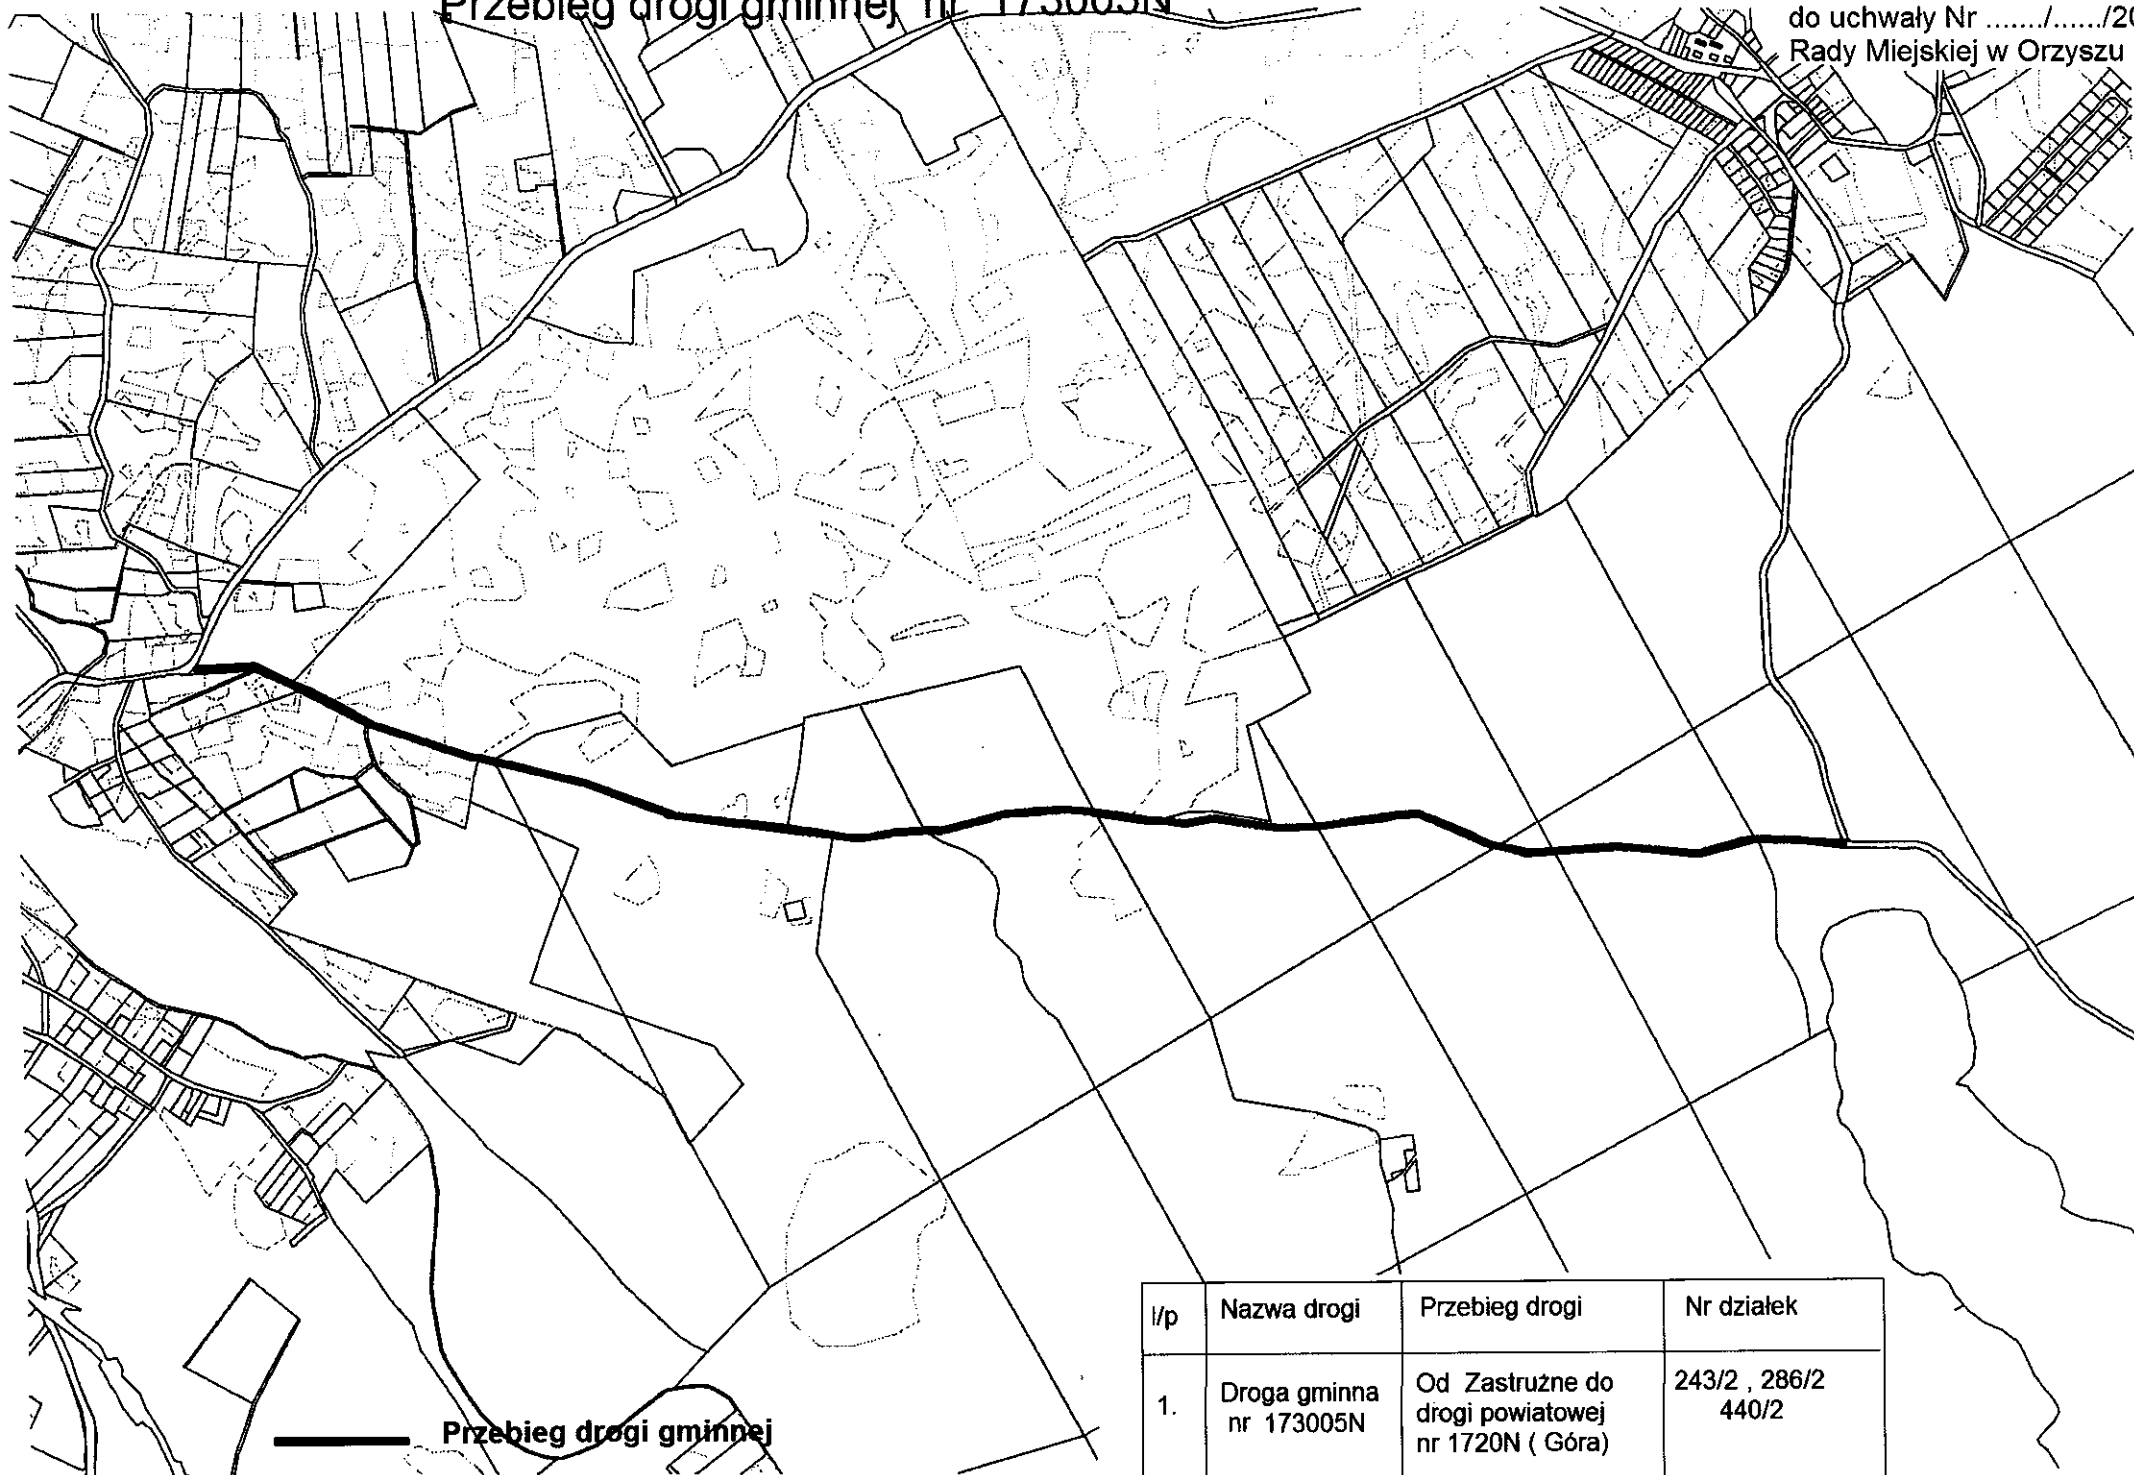 Przebieg drogi gminnej nr 173005N
do uchwały Nr ......./....../20
Rady Miejskiej w Orzyszu
l/p Nazwa drogi Przebieg drogi Nr działek
1. Droga gminna nr 173005N Od Zastrużne do drogi powiatowej nr 1720N ( Góra) 243/2 , 286/2 440/2
Przebieg drogi gminnej